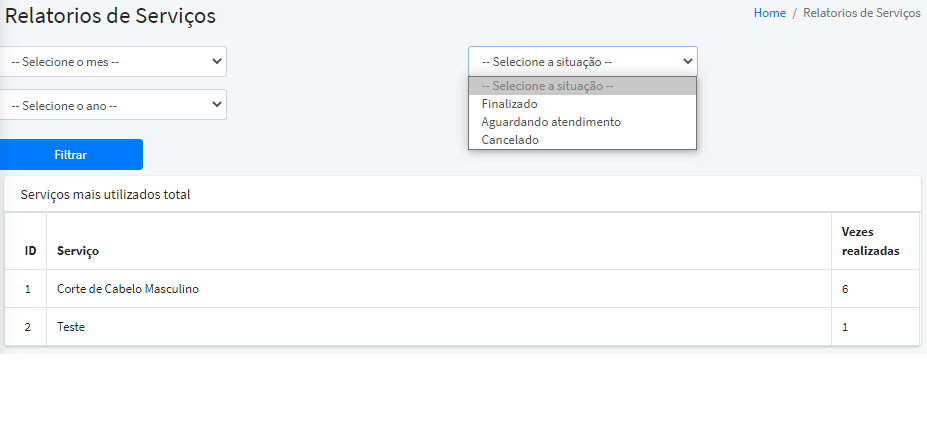 Relatorios de Serviços
Home / Relatorios de Serviços
-- Selecione o mes --
-- Selecione a situação --
-- Selecione a situação --
Finalizado
Aguardando atendimento
Cancelado
-- Selecione o ano --
Filtrar
Serviços mais utilizados total
ID Serviço Vezes
realizadas
1 Corte de Cabelo Masculino 6
2 Teste 1